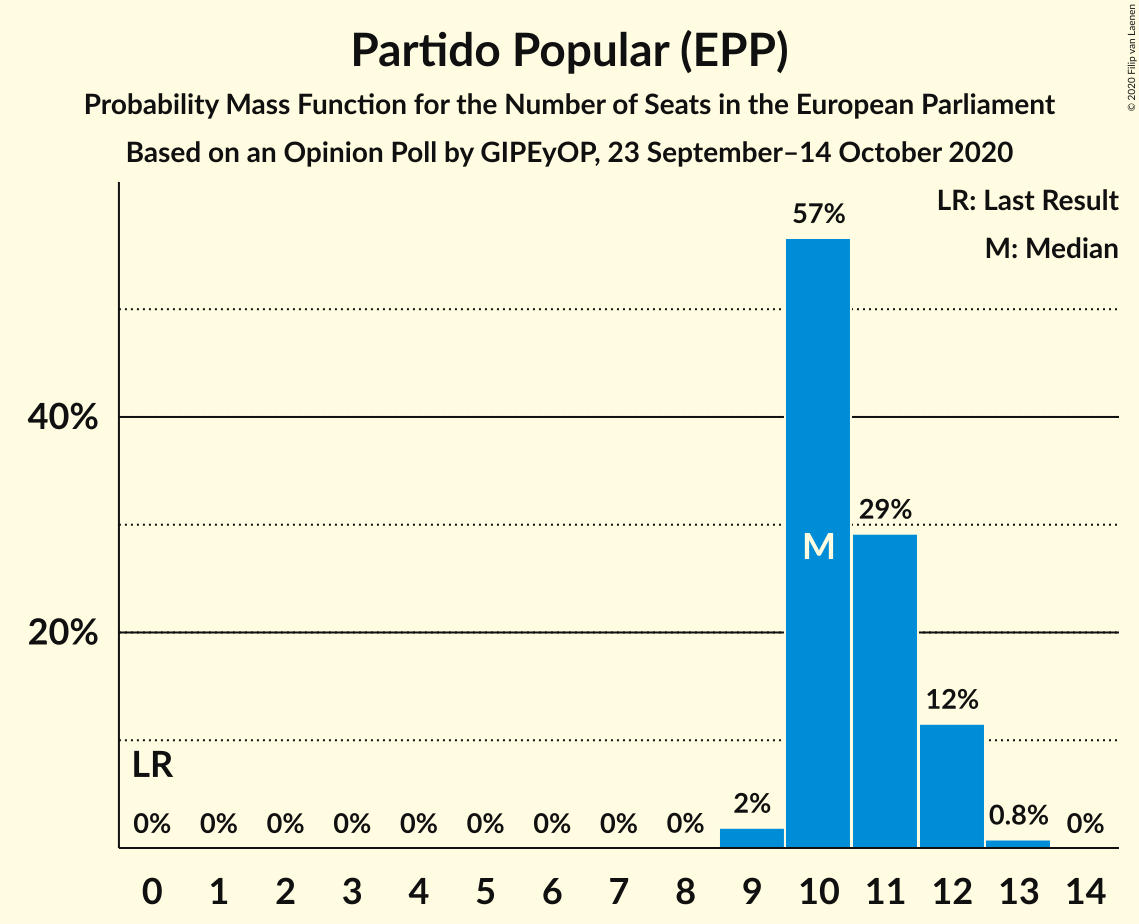 Partido Popular (EPP)
Probability Mass Function for the Number of Seats in the European Parliament
Based on an Opinion Poll by GIPEyOP, 23 September–14 October 2020
© 2020 Filip van Laenen
LR: Last Result
M: Median
57%
40%
29%
M
20%
12%
LR
0% 0% 0% 0% 0% 0% 0% 0% 0% 2% 0.8% 0%
0 1 2 3 4 5 6 7 8 9 10 11 12 13 14